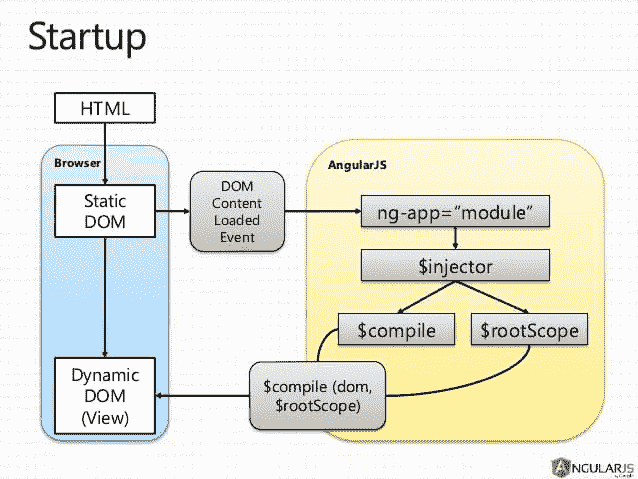 Startup
HTML
Browser
AngularJS
Static
DOM
DOM
Content
Loaded
Event
ng-app=“module”
$injector
$compile
$rootScope
Dynamic
DOM
(View)
$compile (dom,
$rootScope)
ANGULARJS